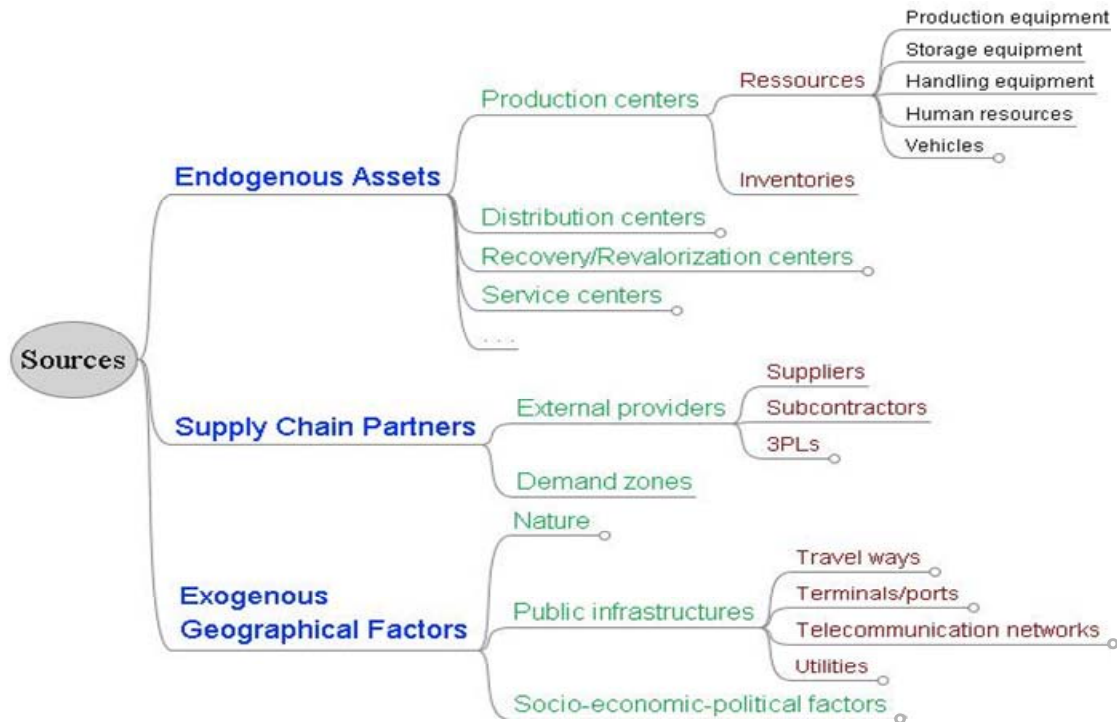 Sources
Endogenous Assets
Production centers
Ressources
Production equipment
Storage equipment
Handling equipment
Human resources
Vehicles
Inventories
Distribution centers
Recovery/Revalorization centers
Service centers
. . .
Supply Chain Partners
External providers
Suppliers
Subcontractors
3PLs
Demand zones
Exogenous
Geographical Factors
Nature
Public infrastructures
Travel ways
Terminals/ports
Telecommunication networks
Utilities
Socio-economic-political factors